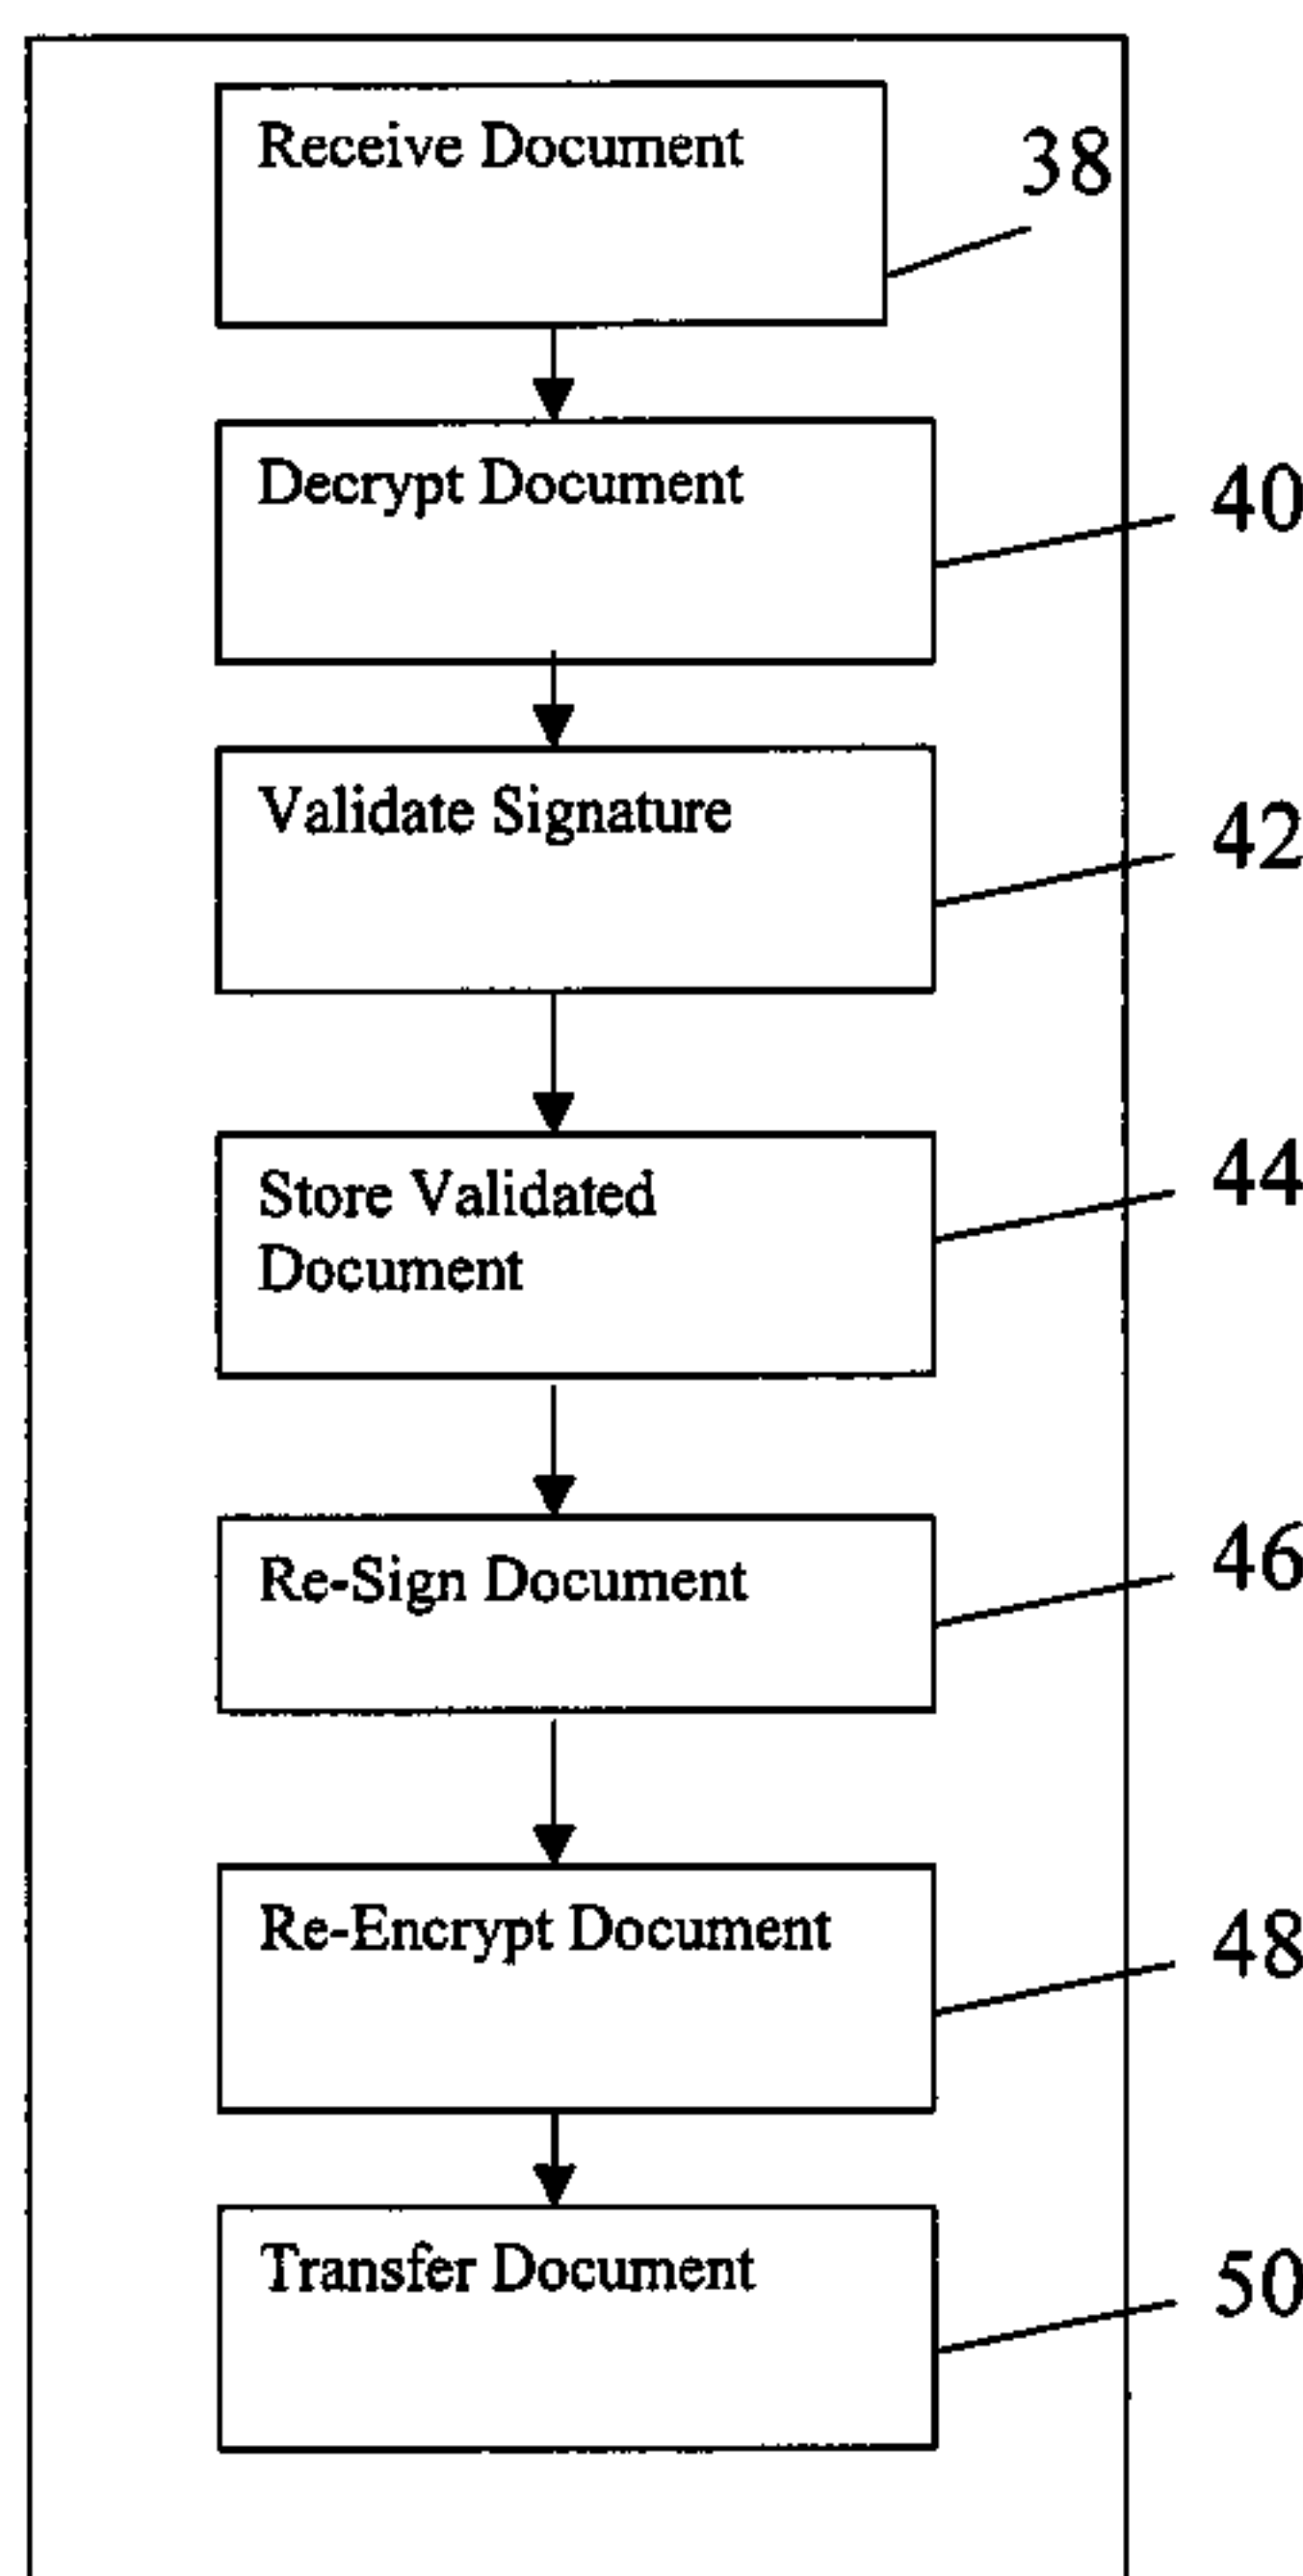 Receive Document
38
Decrypt Document
40
Validate Signature
42
Store Validated
Document
44
Re-Sign Document
46
Re-Encrypt Document
48
Transfer Document
50